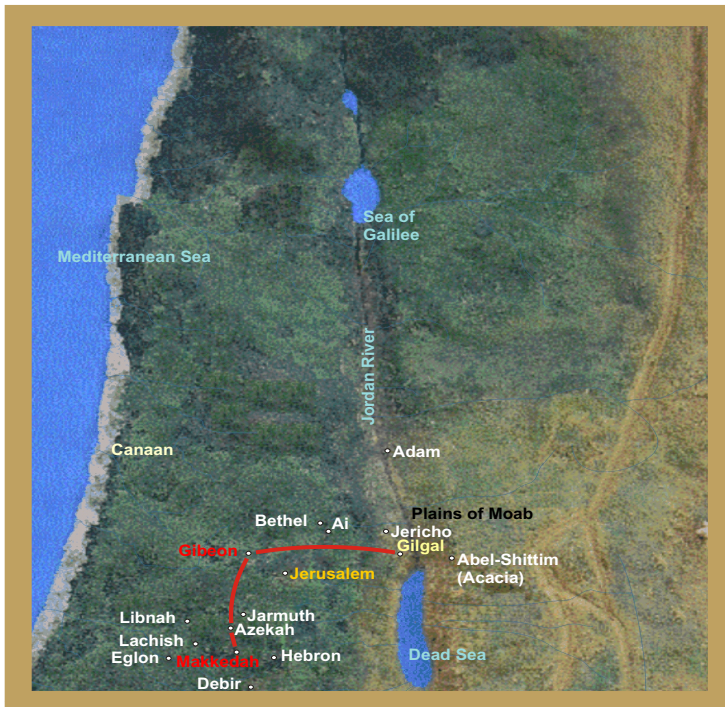 Sea of
Galilee
Mediterranean Sea
Jordan River
Canaan
Adam
Plains of Moab
Bethel
Ai
Jericho
Gibeon
Gilgal
Abel-Shittim
(Acacia)
Jerusalem
Libnah
Jarmuth
Azekah
Lachish
Eglon
Makkedah
Hebron
Dead Sea
Debir